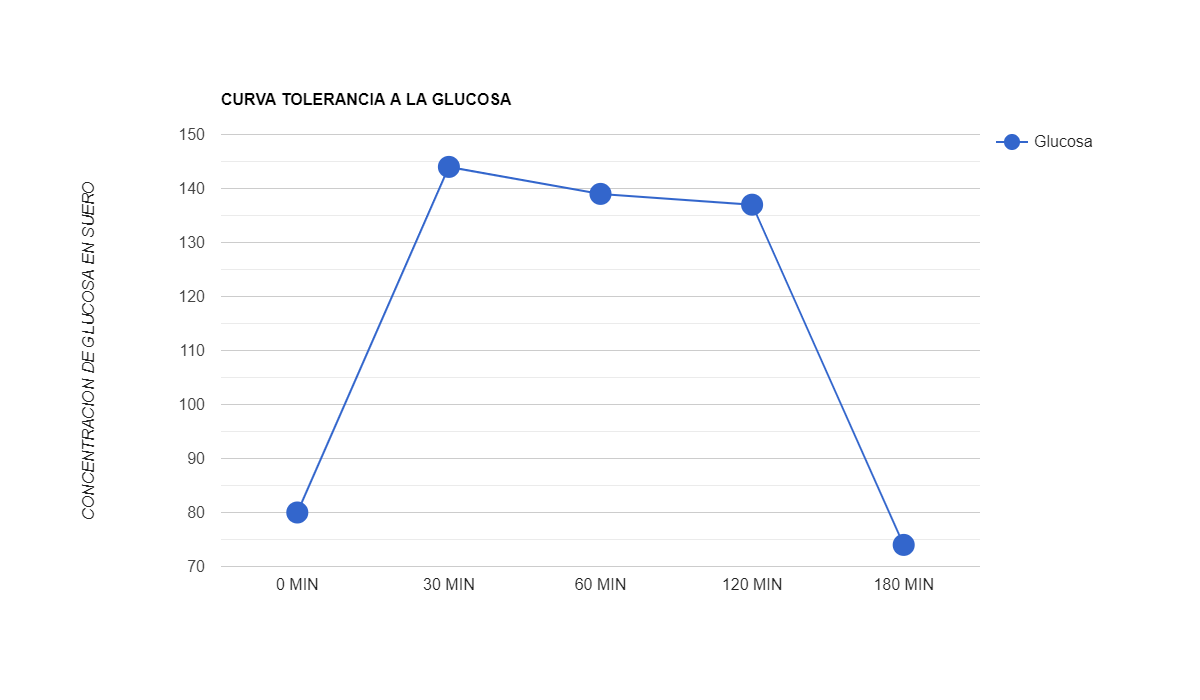 CURVA TOLERANCIA A LA GLUCOSA
CONCENTRACION DE GLUCOSA EN SUERO
150
140
130
120
110
100
90
80
70
0 MIN
30 MIN
60 MIN
120 MIN
180 MIN
Glucosa